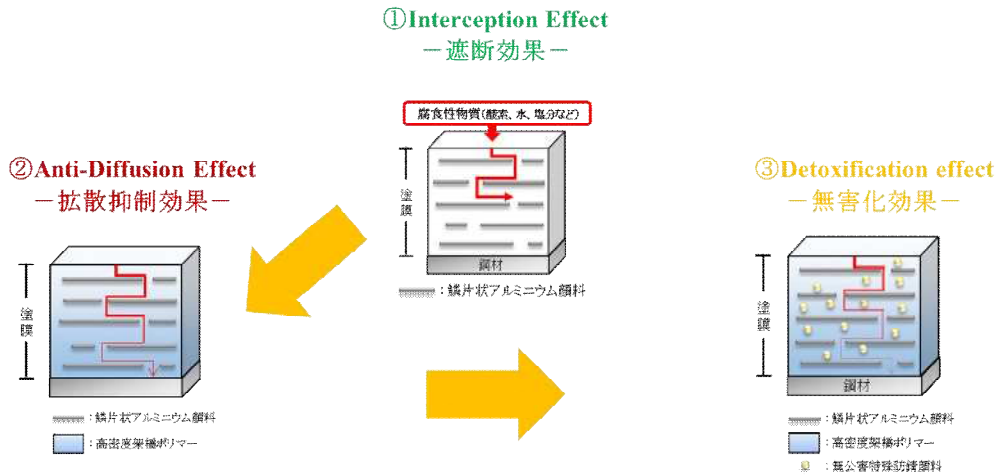 ①Interception Effect
－遮断効果－
腐食性物質(酸素、水、塩分など)
塗膜
鋼材
：鱗片状アルミニウム顔料
②Anti-Diffusion Effect
－拡散抑制効果－
塗膜
：鱗片状アルミニウム顔料
：高密度架橋ポリマー
③Detoxification effect
－無害化効果－
塗膜
鋼材
：鱗片状アルミニウム顔料
：高密度架橋ポリマー
：無公害特殊防錆顔料